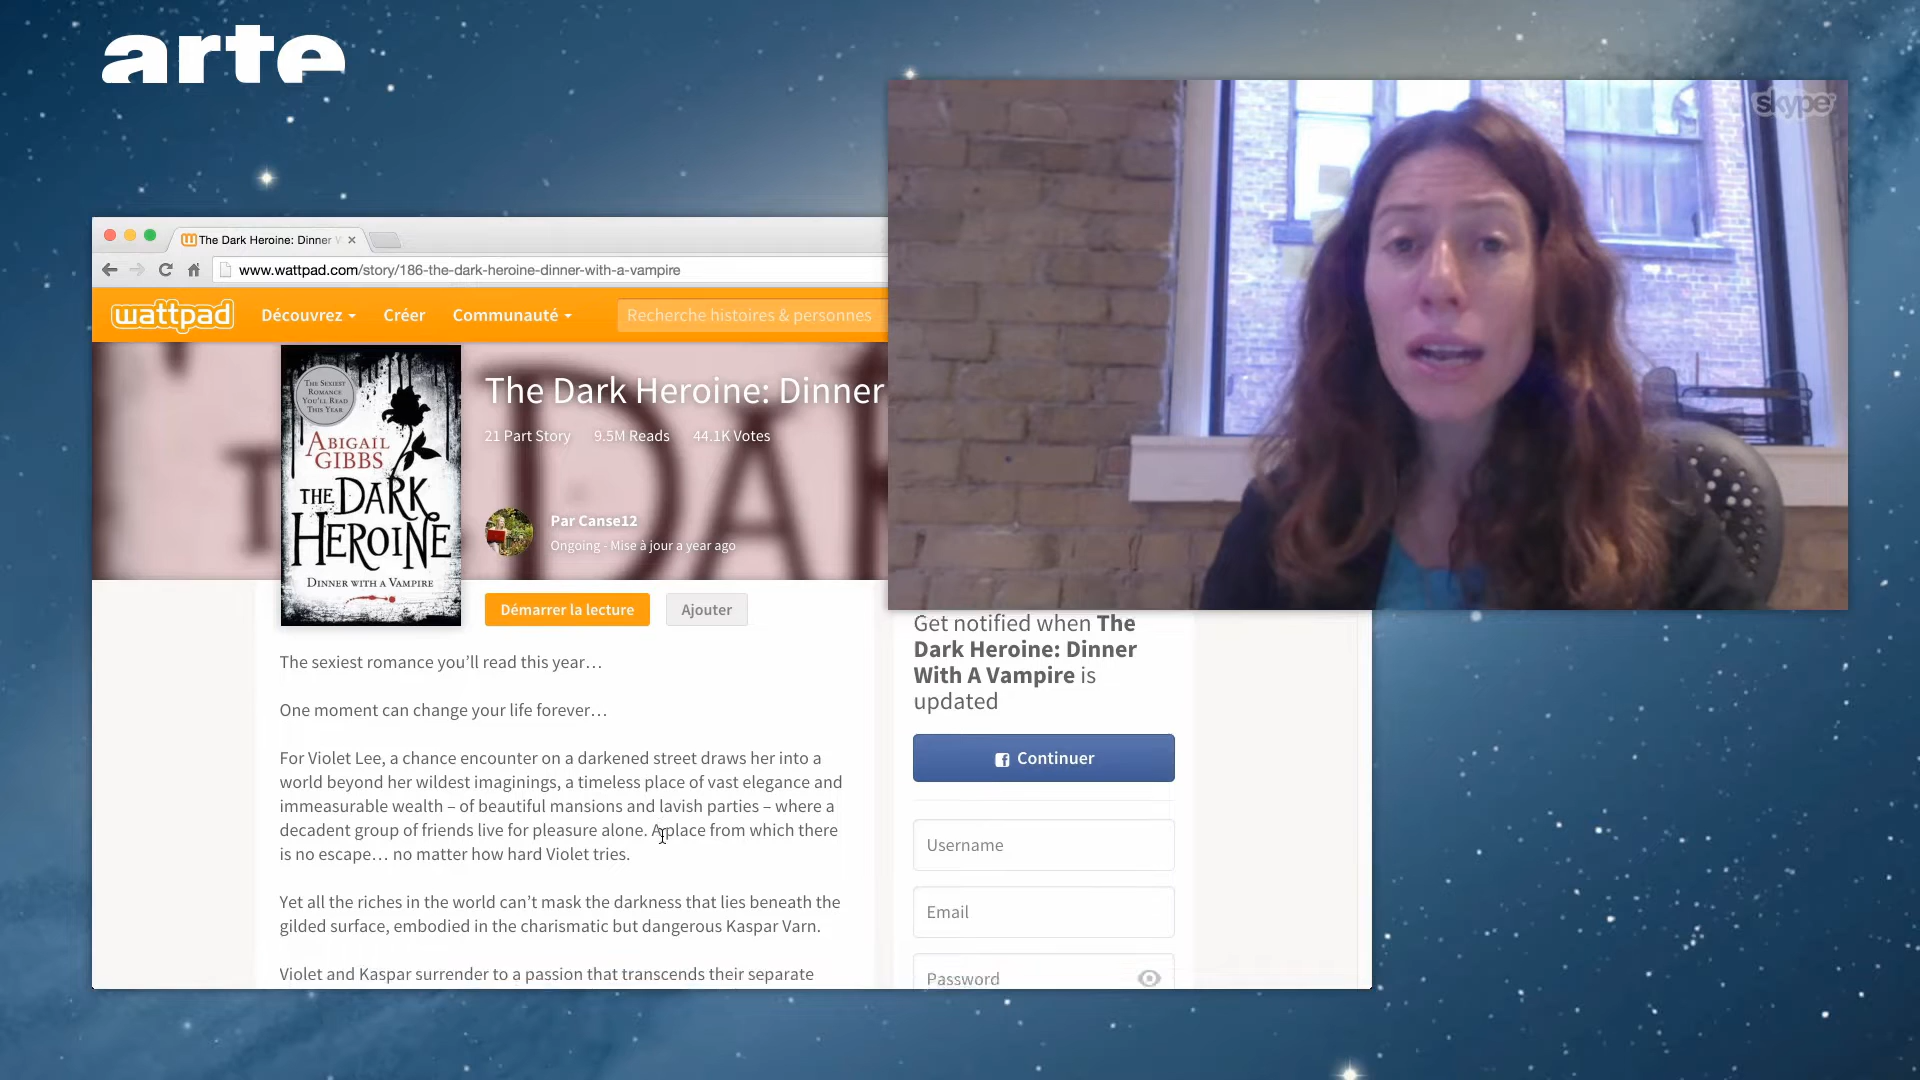 arte
skype
The Dark Heroine: Dinner V
www.wattpad.com/story/186-the-dark-heroine-dinner-with-a-vampire
wattpad Découvrez Créer Communauté Recherche histoires & personnes
THE SEXIEST
ROMANCE
YOU'LL READ
THIS YEAR
ABIGAIL
GIBBS
THE DARK
HEROINE
DINNER WITH A VAMPIRE
The Dark Heroine: Dinner
21 Part Story 9.5M Reads 44.1K Votes
Par Canse12
Ongoing - Mise à jour a year ago
Démarrer la lecture Ajouter
The sexiest romance you’ll read this year…
One moment can change your life forever…
For Violet Lee, a chance encounter on a darkened street draws her into a
world beyond her wildest imaginings, a timeless place of vast elegance and
immeasurable wealth – of beautiful mansions and lavish parties – where a
decadent group of friends live for pleasure alone. A place from which there
is no escape… no matter how hard Violet tries.
Yet all the riches in the world can’t mask the darkness that lies beneath the
gilded surface, embodied in the charismatic but dangerous Kaspar Varn.
Violet and Kaspar surrender to a passion that transcends their separate
Get notified when The
Dark Heroine: Dinner
With A Vampire is
updated
Continuer
Username
Email
Password